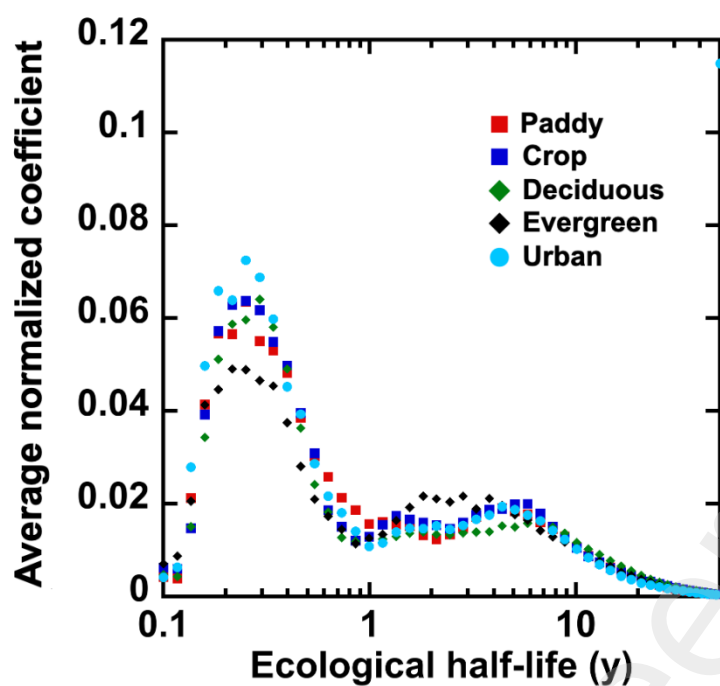 0.12
0.1
0.08
0.06
0.04
0.02
0
Average normalized coefficient
Paddy
Crop
Deciduous
Evergreen
Urban
0.1 1 10
Ecological half-life (y)